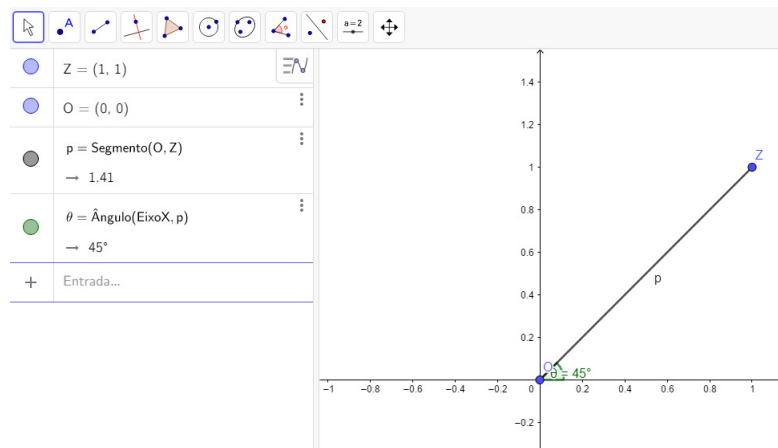 A
a=2
Z = (1, 1)
O = (0, 0)
p = Segmento(O, Z)
→ 1.41
θ = Ângulo(EixoX, p)
→ 45°
+ Entrada...
1.4
1.2
1
Z
0.8
0.6
p
0.4
0.2
O
θ = 45°
−1 −0.8 −0.6 −0.4 −0.2 0 0.2 0.4 0.6 0.8 1
−0.2